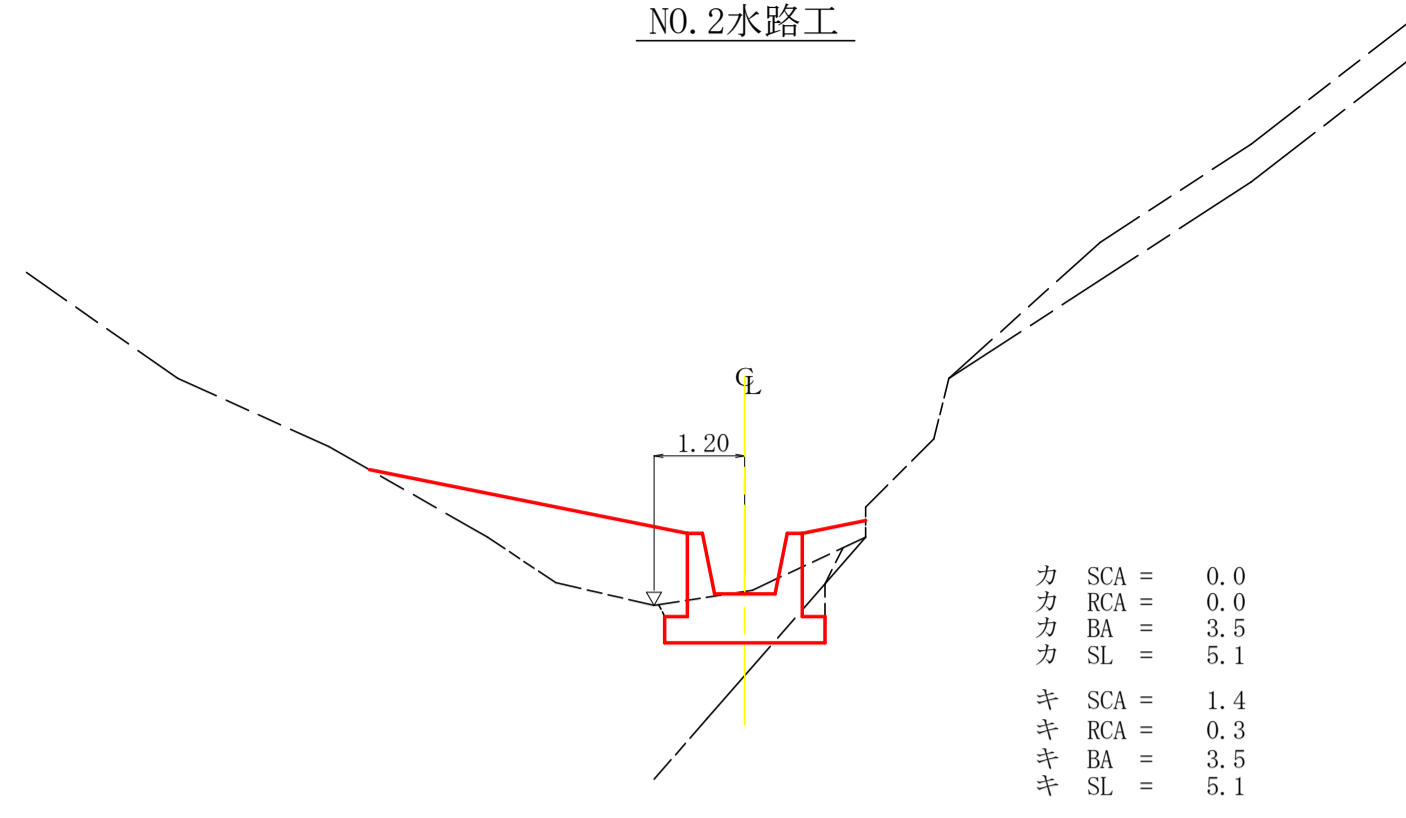 NO.2水路工
℄
1.20
カ SCA = 0.0
カ RCA = 0.0
カ BA = 3.5
カ SL = 5.1
キ SCA = 1.4
キ RCA = 0.3
キ BA = 3.5
キ SL = 5.1